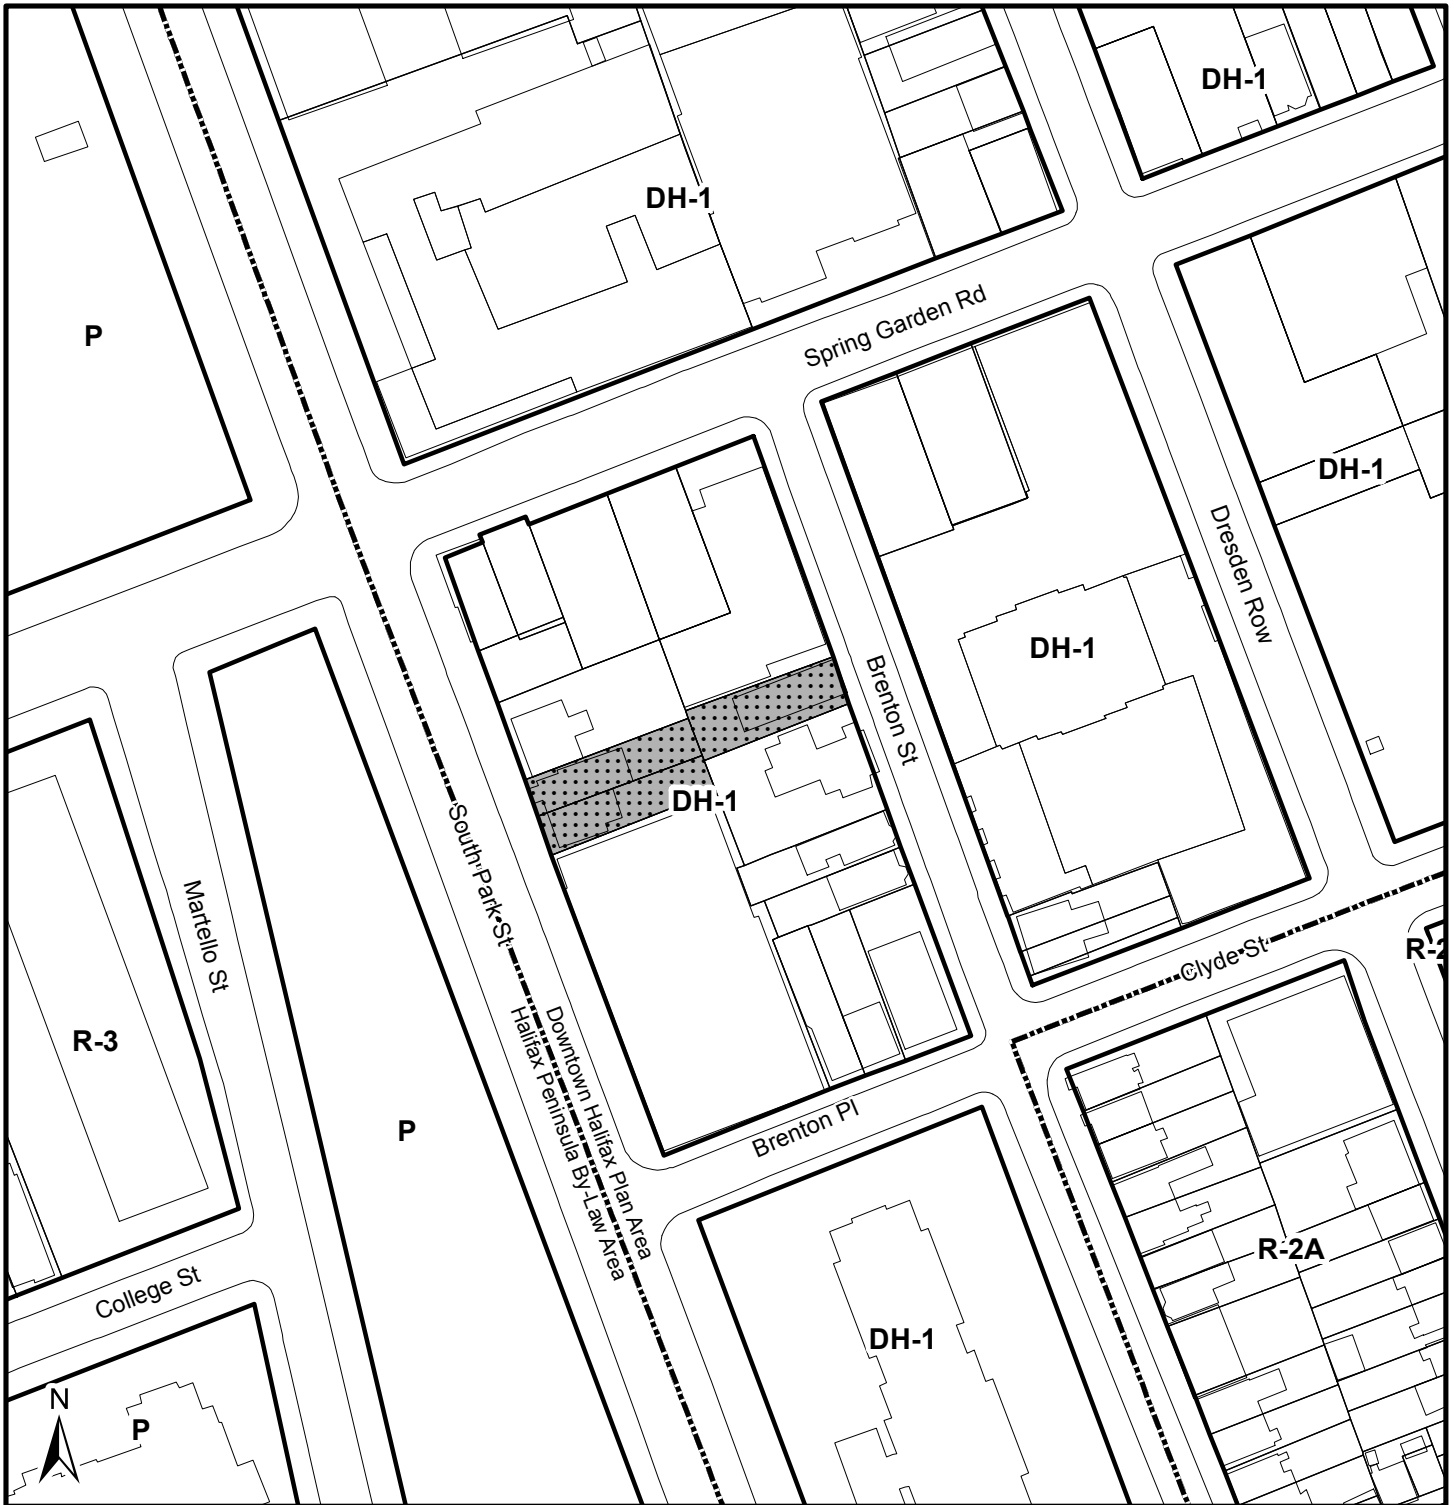 DH-1
DH-1
P
Spring Garden Rd
DH-1
Dresden Row
DH-1
Brenton St
DH-1
South Park St
Martello St
R-3
P
Clyde St
Downtown Halifax Plan Area
Halifax Peninsula By-Law Area
Brenton Pl
R-2A
College St
DH-1
N
P